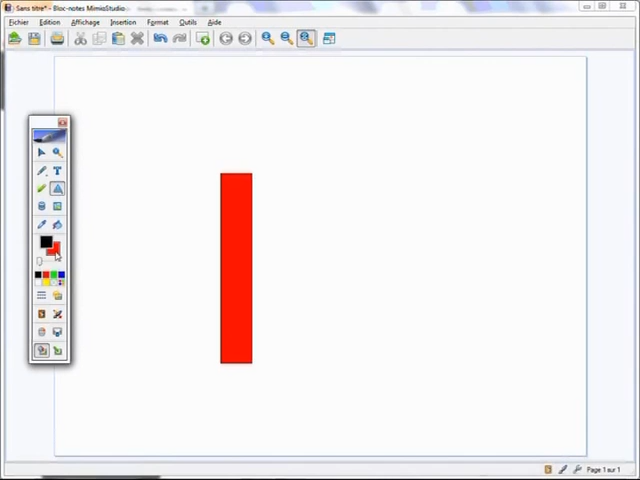 Sans titre* - Bloc-notes MimioStudio
Fichier Edition Affichage Insertion Format Outils Aide
T
Page 1 sur 1